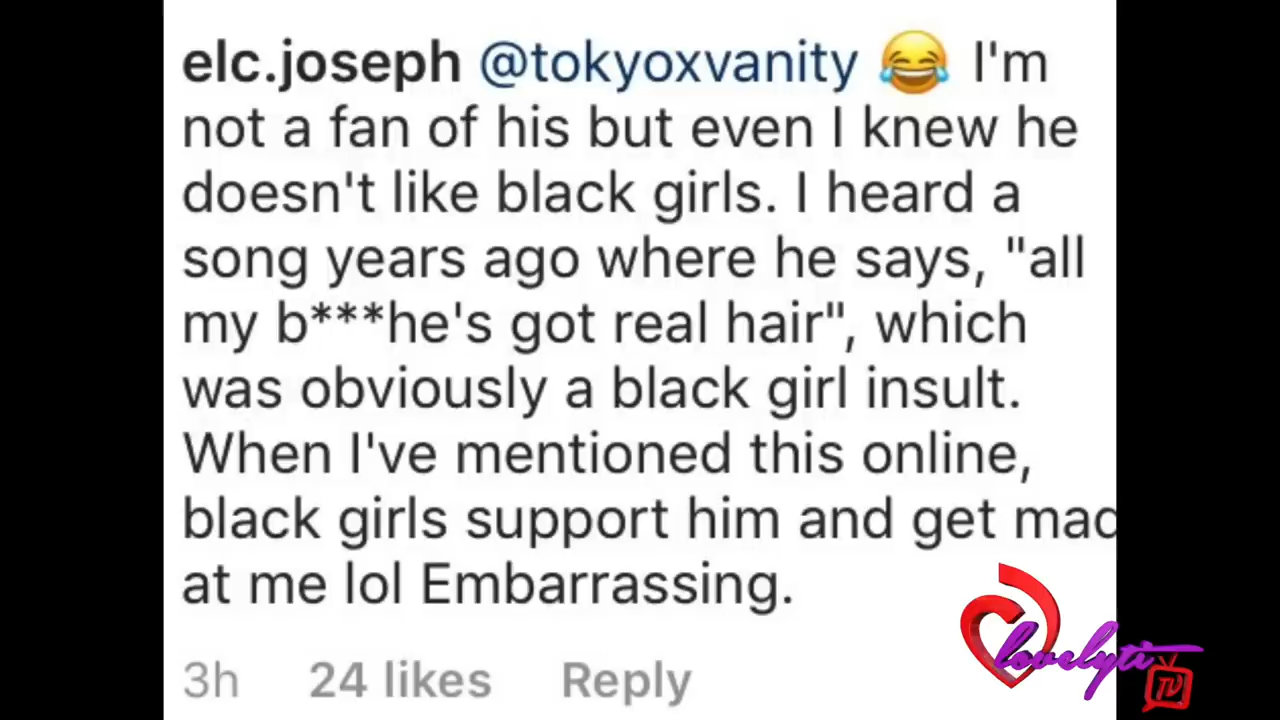 elc.joseph @tokyoxvanity 😂 I'm
not a fan of his but even I knew he
doesn't like black girls. I heard a
song years ago where he says, "all
my b***he's got real hair", which
was obviously a black girl insult.
When I've mentioned this online,
black girls support him and get mad
at me lol Embarrassing.
3h 24 likes Reply
lovelyti
TV